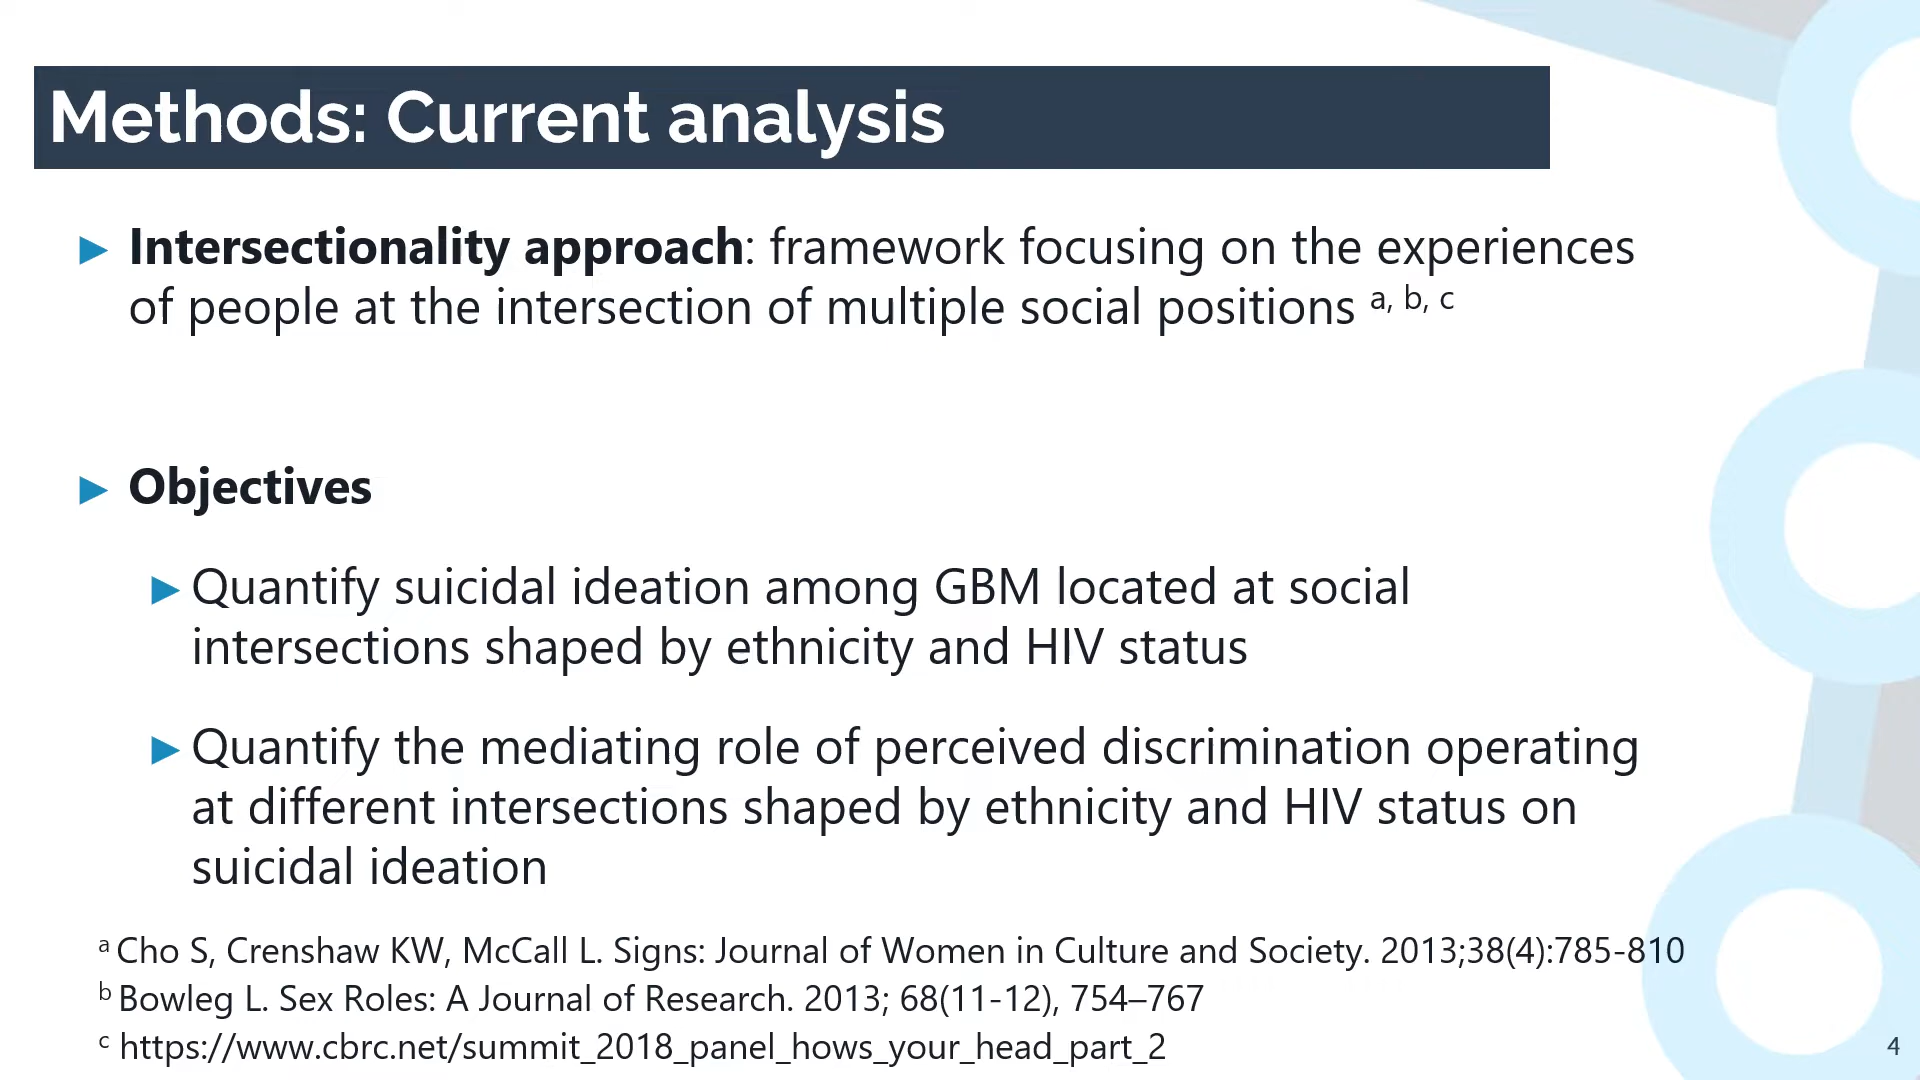 Methods: Current analysis
▶ Intersectionality approach: framework focusing on the experiences
of people at the intersection of multiple social positions a, b, c
▶ Objectives
▶ Quantify suicidal ideation among GBM located at social
intersections shaped by ethnicity and HIV status
▶ Quantify the mediating role of perceived discrimination operating
at different intersections shaped by ethnicity and HIV status on
suicidal ideation
a Cho S, Crenshaw KW, McCall L. Signs: Journal of Women in Culture and Society. 2013;38(4):785-810
b Bowleg L. Sex Roles: A Journal of Research. 2013; 68(11-12), 754–767
c https://www.cbrc.net/summit_2018_panel_hows_your_head_part_2
4